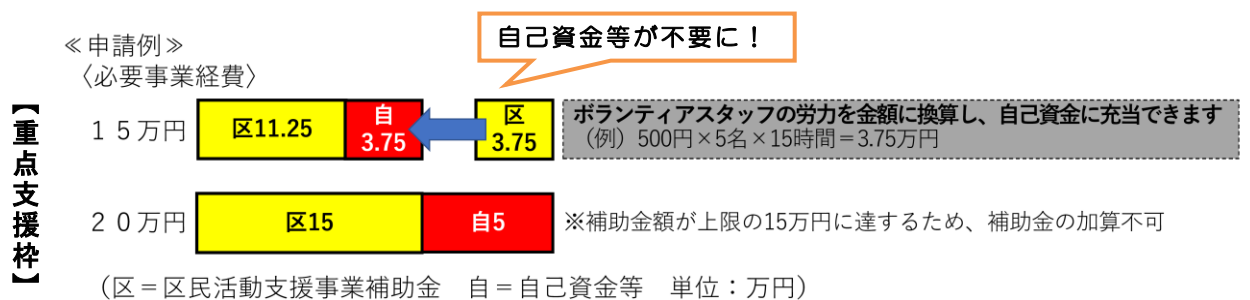 ≪申請例≫
自己資金等が不要に！
〈必要事業経費〉
【重点支援枠】
１５万円 区11.25 自 3.75 区 3.75
ボランティアスタッフの労力を金額に換算し、自己資金に充当できます
（例）500円×5名×15時間＝3.75万円
２０万円 区15 自5 ※補助金額が上限の15万円に達するため、補助金の加算不可
（区＝区民活動支援事業補助金　自＝自己資金等　単位：万円）